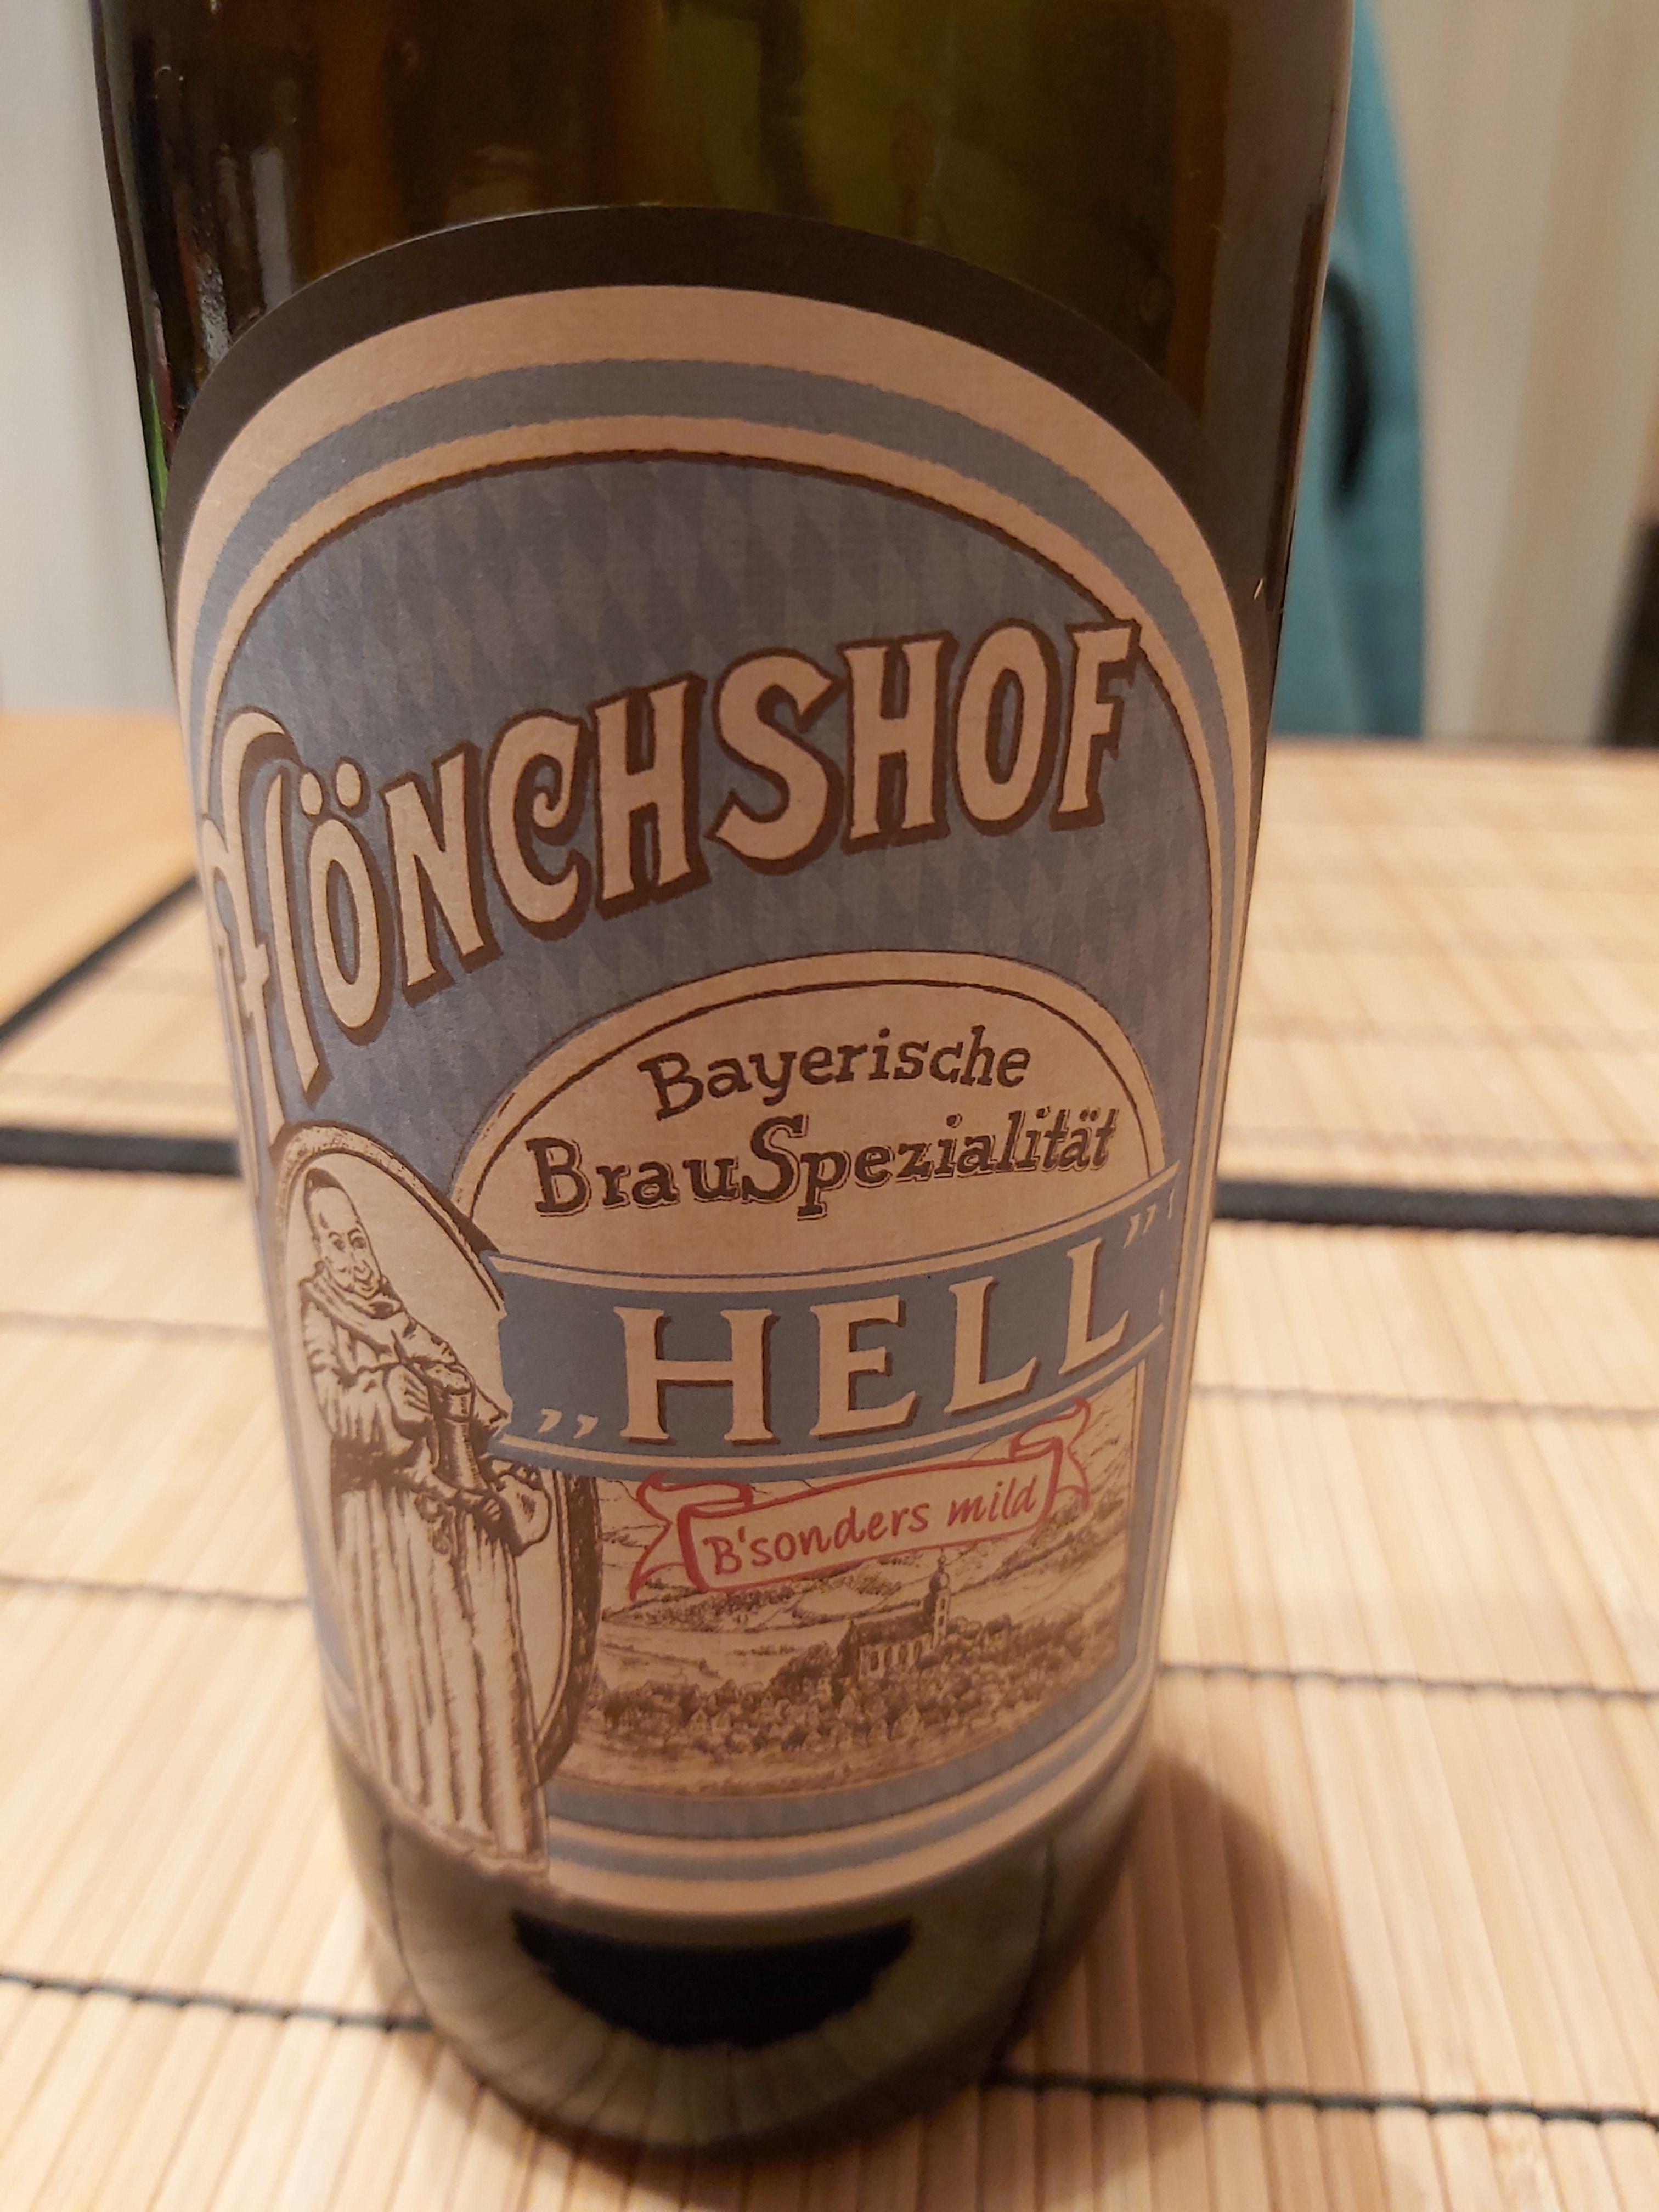 MÖNCHSHOF
Bayerische
BrauSpezialität
„HELL”
B'sonders mild